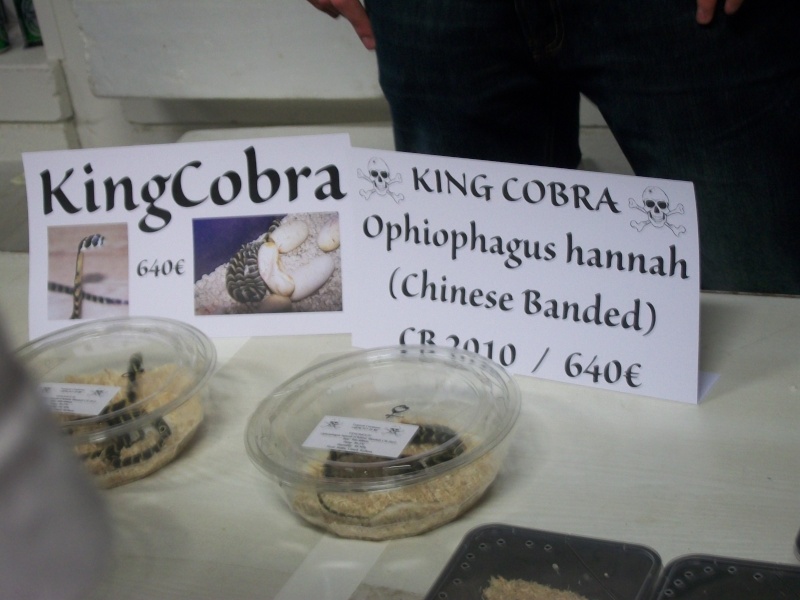 KingCobra
640€
KING COBRA
Ophiophagus hannah
(Chinese Banded)
CB 2010 / 640€